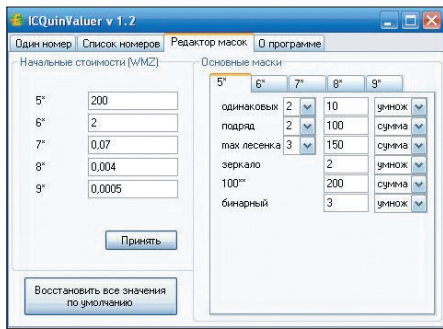 ICQuinValuer v 1.2
Один номер Список номеров Редактор масок О программе
Начальные стоимости (WMZ)
5* 200
6* 2
7* 0,07
8* 0,004
9* 0,0005
Принять
Восстановить все значения
по умолчанию
Основные маски
5* 6* 7* 8* 9*
одинаковых 2 10 умнож
подряд 2 100 сумма
max лесенка 3 150 сумма
зеркало 2 умнож
100** 200 сумма
бинарный 3 умнож